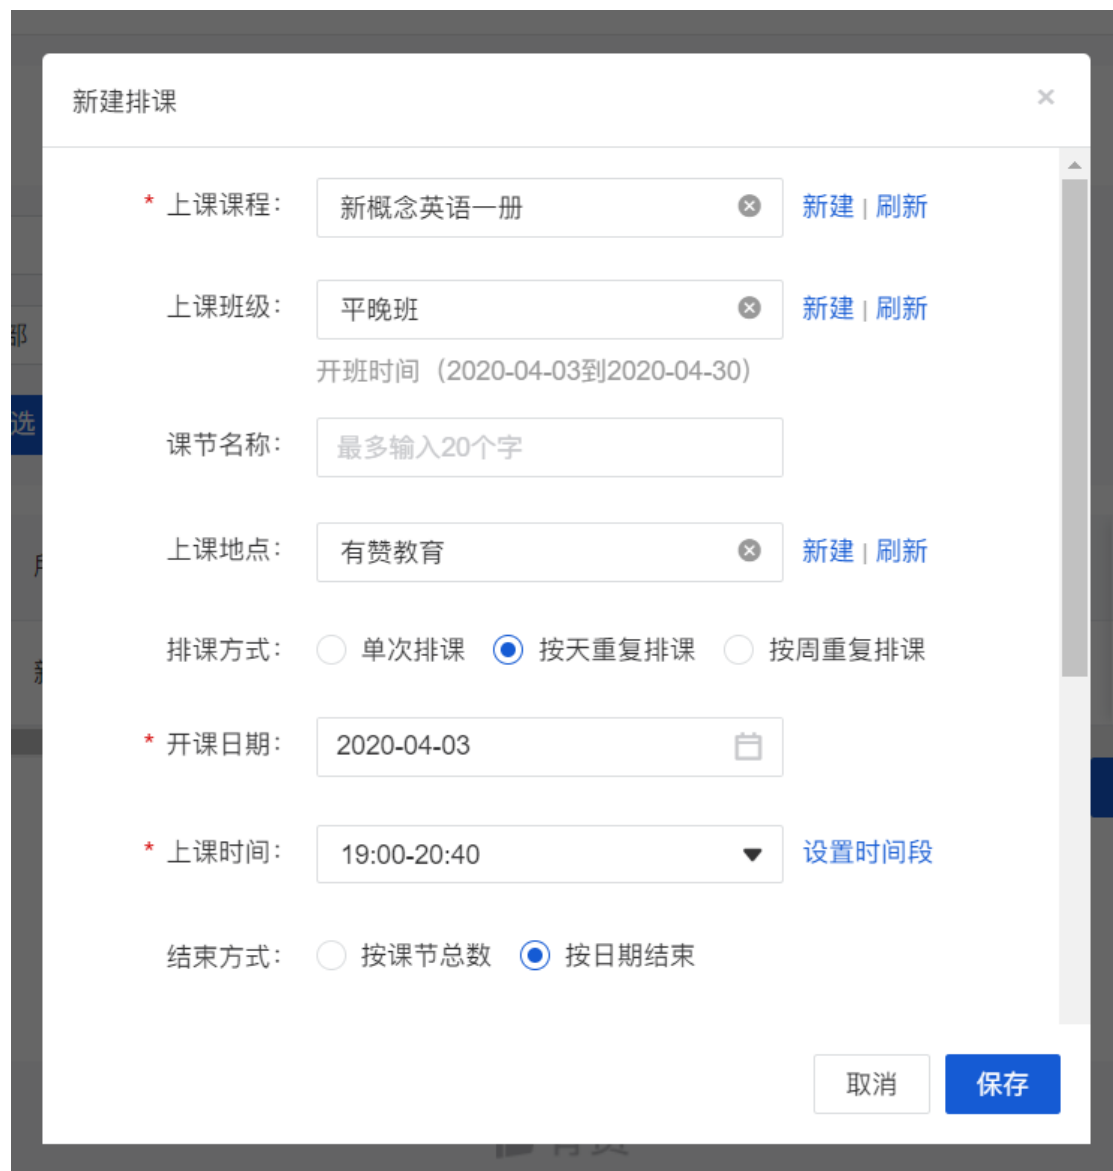 新建排课
* 上课课程: 新概念英语一册 新建 | 刷新
上课班级: 平晚班 新建 | 刷新
部
开班时间（2020-04-03到2020-04-30）
选
课节名称: 最多输入20个字
上课地点: 有赞教育 新建 | 刷新
排课方式: 单次排课 按天重复排课 按周重复排课
* 开课日期: 2020-04-03
* 上课时间: 19:00-20:40 设置时间段
结束方式: 按课节总数 按日期结束
取消 保存